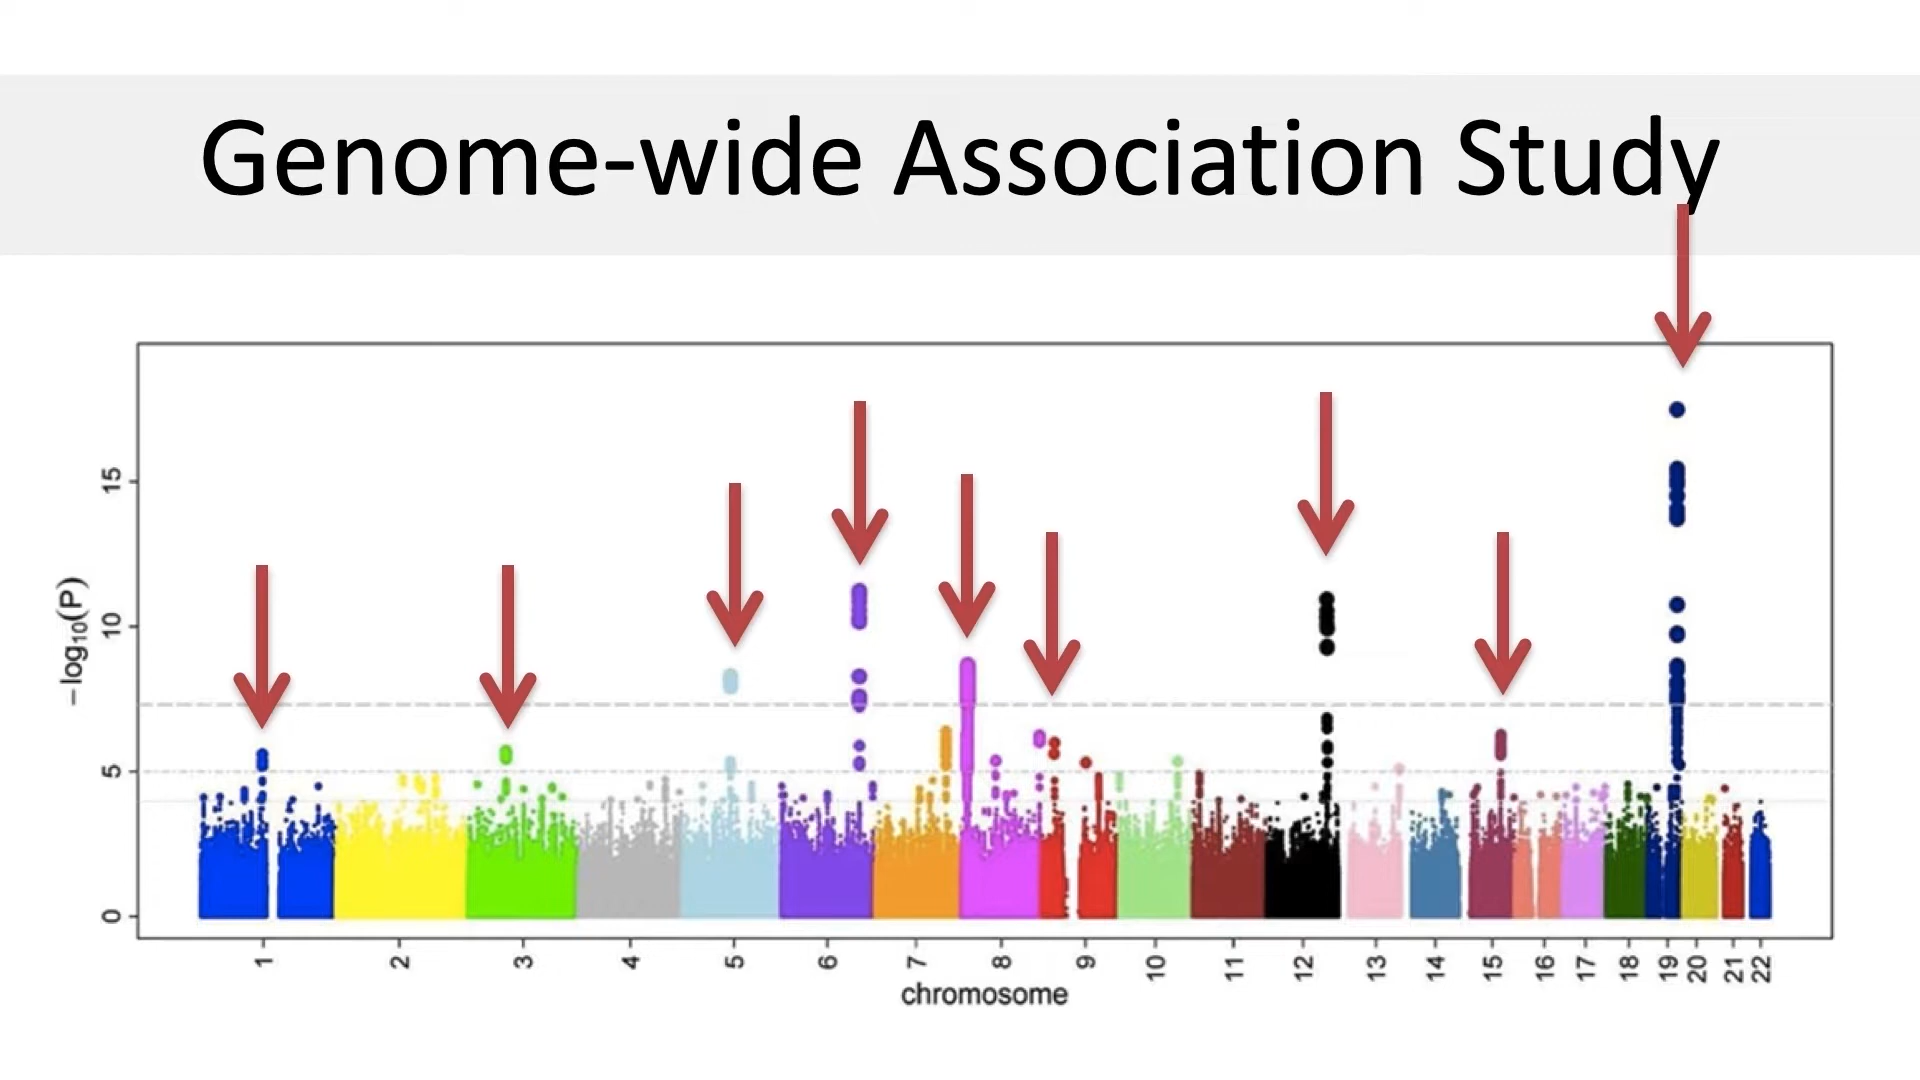 Genome-wide Association Study
−log₁₀(P)
15
10
5
0
1 2 3 4 5 6 7 8 9 10 11 12 13 14 15 16 17 18 19 20 21 22
chromosome